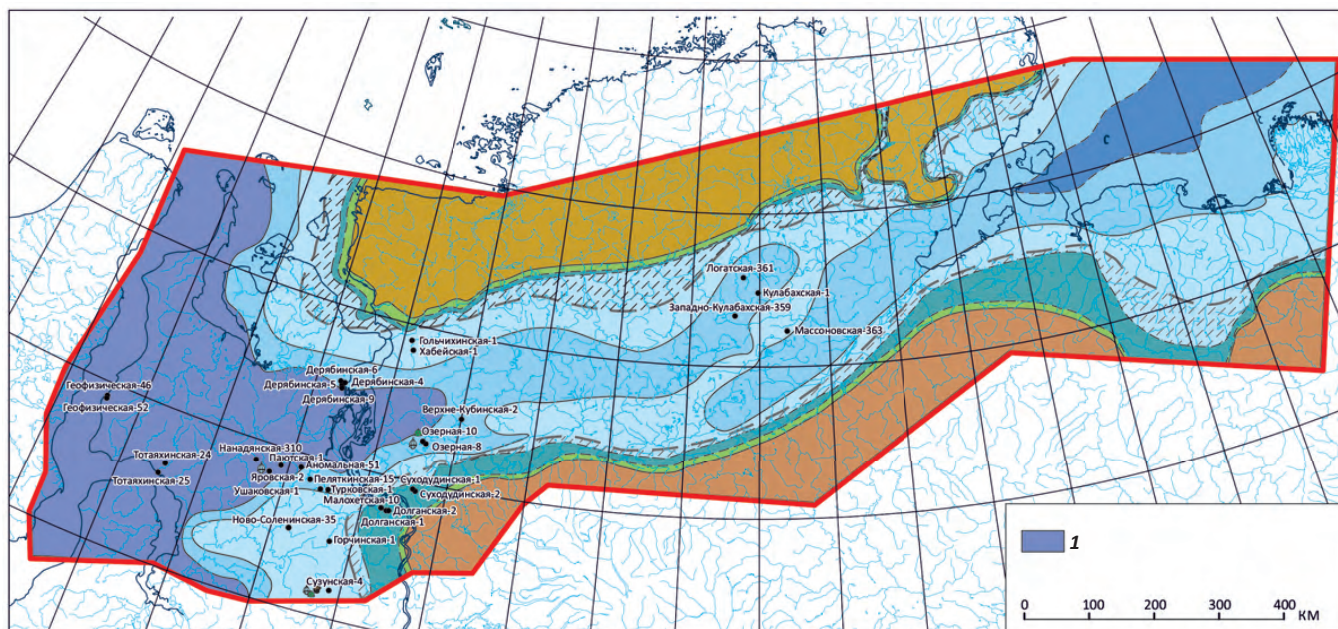 Логатская-361
Кулабахская-1
Западно-Кулабахская-359
Массоновская-363
Гольчихинская-1
Хабейская-1
Дерябинская-6
Дерябинская-5
Дерябинская-4
Дерябинская-9
Геофизическая-46
Геофизическая-52
Верхне-Кубинская-2
Озерная-10
Озерная-8
Нанадянская-310
Паютская-1
Тотаяхинская-24
Аномальная-51
Тотаяхинская-25
Яровская-2
Пеляткинская-15
Суходудинская-1
Ушаковская-1
Турковская-1
Суходудинская-2
Малохетская-10
Долганская-2
Ново-Соленинская-35
Долганская-1
Горчинская-1
Сузунская-4
1
0 100 200 300 400
КМ